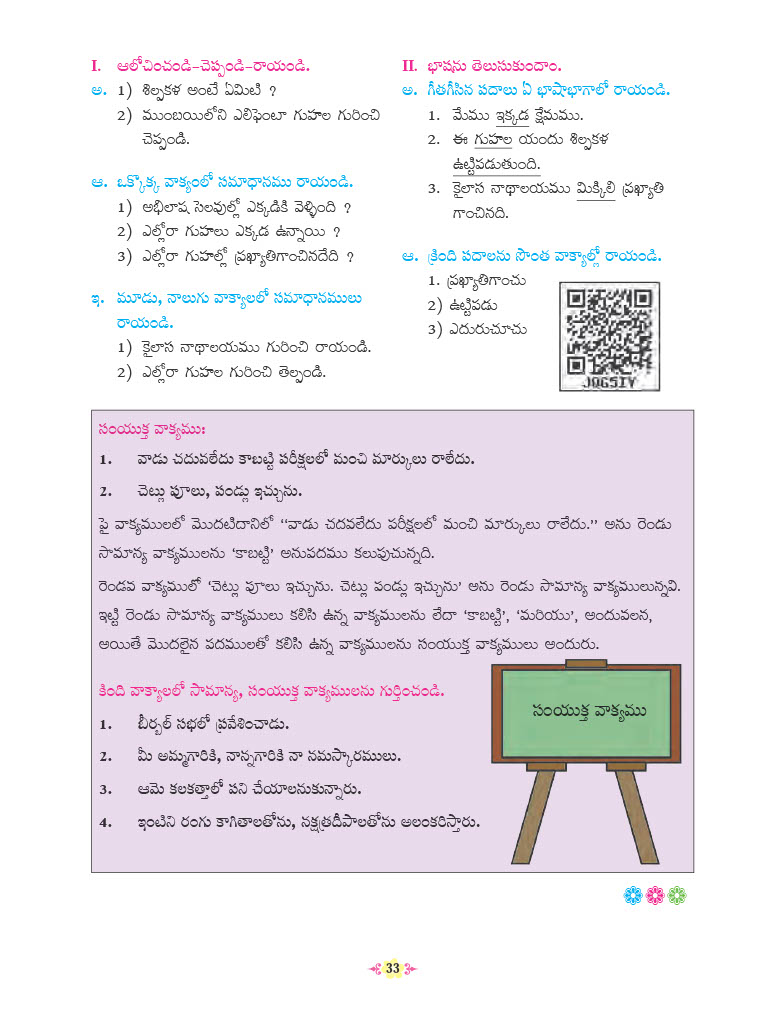 I. ఆలోచించండి-చెప్పండి-రాయండి.
అ. 1) శిల్పకళ అంటే ఏమిటి ?
2) ముంబయిలోని ఎలిఫెంటా గుహల గురించి
చెప్పండి.
ఆ. ఒక్కొక్క వాక్యంలో సమాధానము రాయండి.
1) అభిలాష సెలవుల్లో ఎక్కడికి వెళ్ళింది ?
2) ఎల్లోరా గుహలు ఎక్కడ ఉన్నాయి ?
3) ఎల్లోరా గుహల్లో ప్రఖ్యాతిగాంచినదేది ?
ఇ. మూడు, నాలుగు వాక్యాలలో సమాధానములు
రాయండి.
1) కైలాస నాథాలయము గురించి రాయండి.
2) ఎల్లోరా గుహల గురించి తెల్పండి.
II. భాషను తెలుసుకుందాం.
అ. గీతగీసిన పదాలు ఏ భాషాభాగాలో రాయండి.
1. మేము ఇక్కడ క్షేమము.
2. ఈ గుహల యందు శిల్పకళ
ఉట్టిపడుతుంది.
3. కైలాస నాథాలయము మిక్కిలి ప్రఖ్యాతి
గాంచినది.
ఆ. క్రింది పదాలను సొంత వాక్యాల్లో రాయండి.
1. ప్రఖ్యాతిగాంచు
2) ఉట్టిపడు
3) ఎదురుచూచు
J0G5IV
సంయుక్త వాక్యము:
1. వాడు చదువలేదు కాబట్టి పరీక్షలలో మంచి మార్కులు రాలేదు.
2. చెట్లు పూలు, పండ్లు ఇచ్చును.
పై వాక్యములలో మొదటిదానిలో “వాడు చదవలేదు పరీక్షలలో మంచి మార్కులు రాలేదు.” అను రెండు
సామాన్య వాక్యములను ‘కాబట్టి’ అనుపదము కలుపుచున్నది.
రెండవ వాక్యములో ‘చెట్లు పూలు ఇచ్చును. చెట్లు పండ్లు ఇచ్చును’ అను రెండు సామాన్య వాక్యములున్నవి.
ఇట్టి రెండు సామాన్య వాక్యములు కలిసి ఉన్న వాక్యములను లేదా ‘కాబట్టి’, ‘మరియు’, అందువలన,
అయితే మొదలైన పదములతో కలిసి ఉన్న వాక్యములను సంయుక్త వాక్యములు అందురు.
కింది వాక్యాలలో సామాన్య, సంయుక్త వాక్యములను గుర్తించండి.
1. బీర్బల్ సభలో ప్రవేశించాడు.
2. మీ అమ్మగారికి, నాన్నగారికి నా నమస్కారములు.
3. ఆమె కలకత్తాలో పని చేయాలనుకున్నారు.
4. ఇంటిని రంగు కాగితాలతోను, నక్షత్రదీపాలతోను అలంకరిస్తారు.
సంయుక్త వాక్యము
33